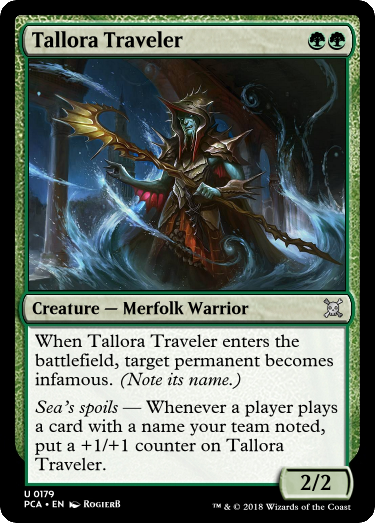 Tallora Traveler
Creature — Merfolk Warrior
When Tallora Traveler enters the
battlefield, target permanent becomes
infamous. (Note its name.)
Sea's spoils — Whenever a player plays
a card with a name your team noted,
put a +1/+1 counter on Tallora
Traveler.
2/2
U 0179
PCA • EN RogierB
™ & © 2018 Wizards of the Coast